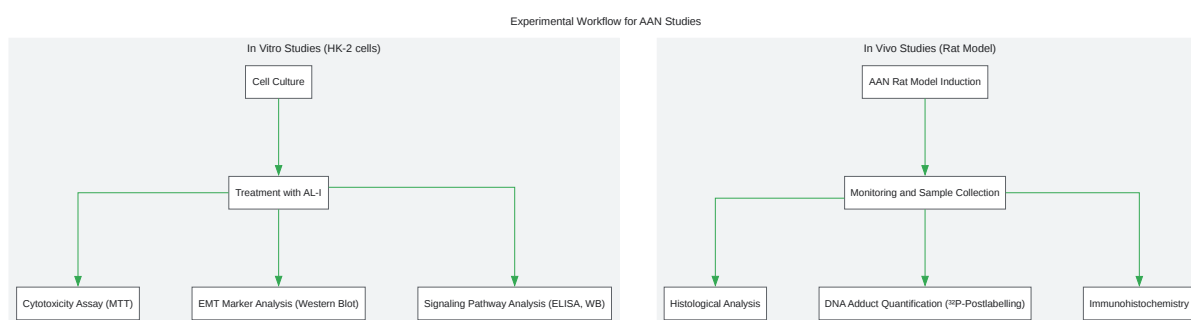 Experimental Workflow for AAN Studies
In Vitro Studies (HK-2 cells)
Cell Culture
Treatment with AL-I
Cytotoxicity Assay (MTT)
EMT Marker Analysis (Western Blot)
Signaling Pathway Analysis (ELISA, WB)
In Vivo Studies (Rat Model)
AAN Rat Model Induction
Monitoring and Sample Collection
Histological Analysis
DNA Adduct Quantification (³²P-Postlabelling)
Immunohistochemistry